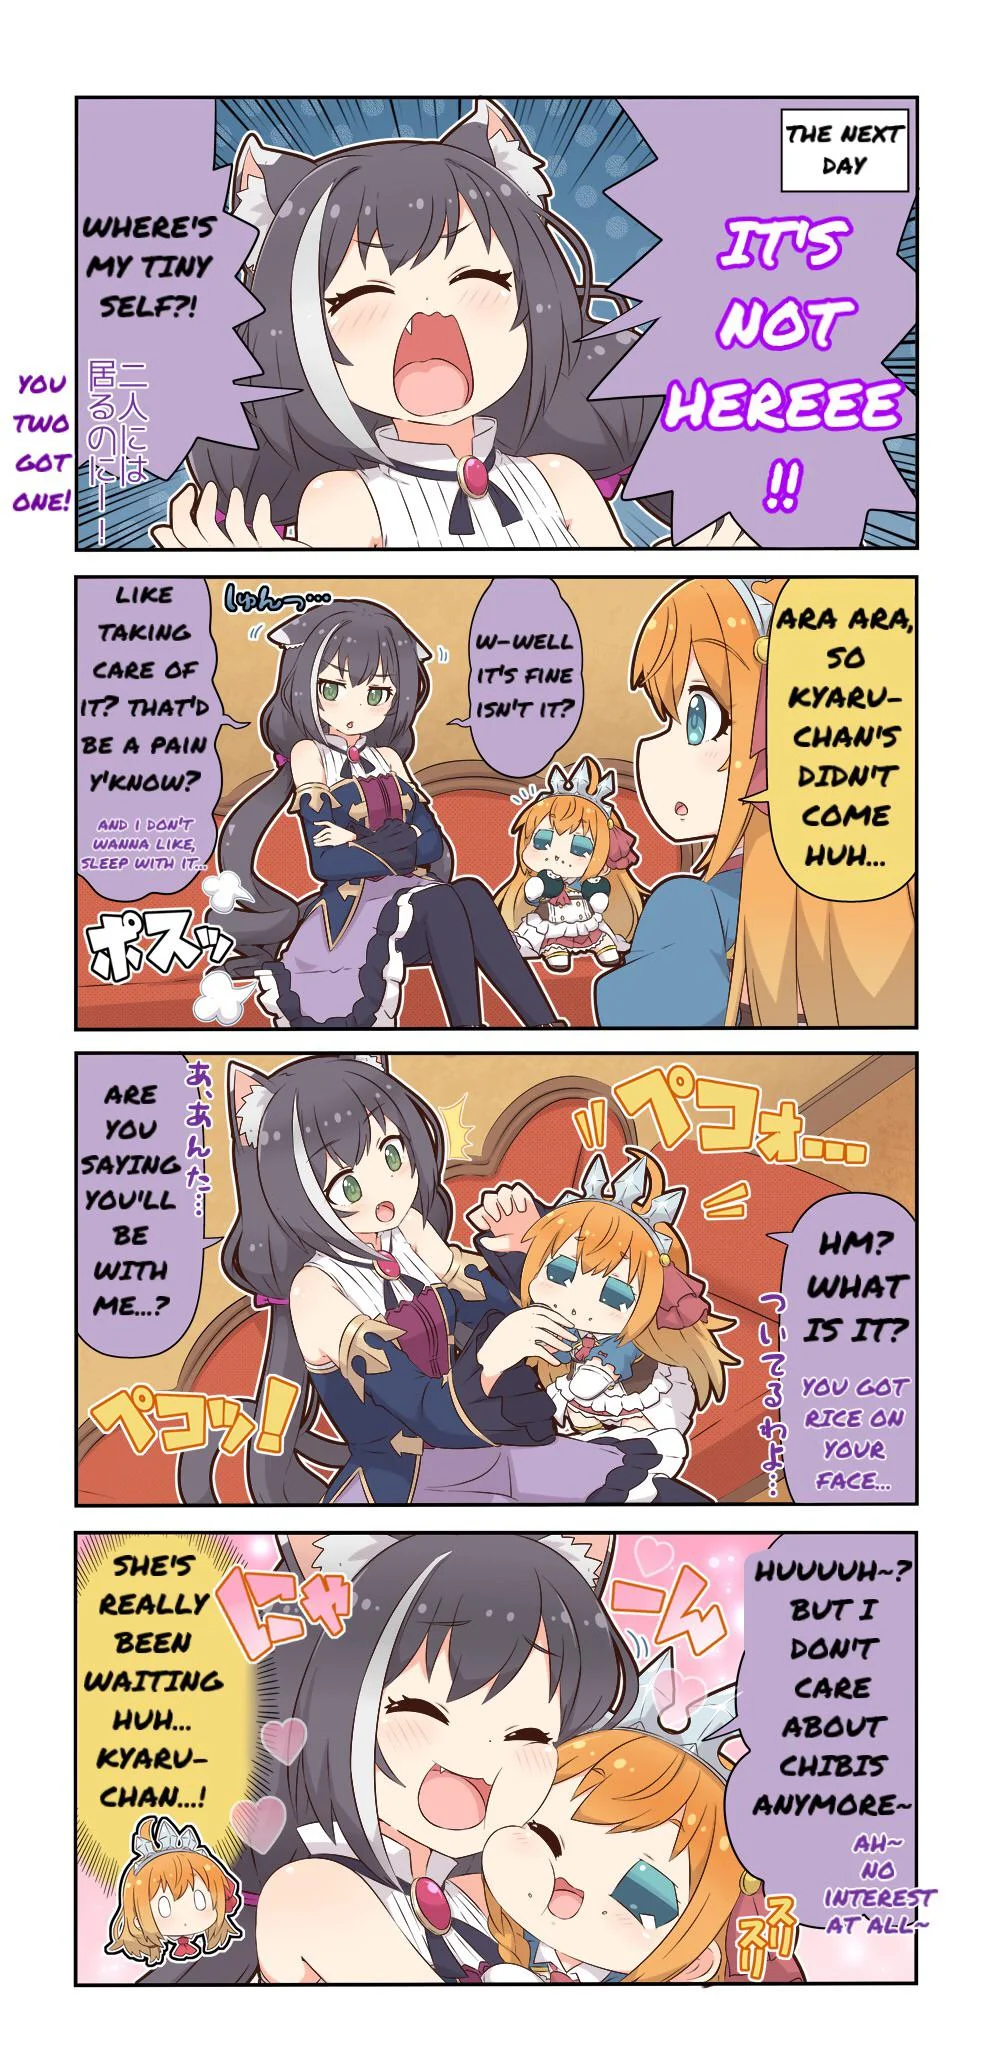 THE NEXT
DAY
IT'S
NOT
HEREEE
!!
WHERE'S
MY TINY
SELF?!
二人には
居るのにーー
YOU
TWO
GOT
ONE!
ARA ARA,
SO
KYARU-
CHAN'S
DIDN'T
COME
HUH...
W-WELL
IT'S FINE
ISN'T IT?
しゅんっ…
LIKE
TAKING
CARE OF
IT? THAT'D
BE A PAIN
Y'KNOW?
AND I DON'T
WANNA LIKE,
SLEEP WITH IT...
ポスッ
ペコォ…
HM?
WHAT
IS IT?
YOU GOT
RICE ON
YOUR
FACE...
ついてるわよ…
あ、あんた…
ARE
YOU
SAYING
YOU'LL
BE
WITH
ME...?
ペコッ!
HUUUUH~?
BUT I
DON'T
CARE
ABOUT
CHIBIS
ANYMORE~
AH~
NO
INTEREST
AT ALL~
スリスリ
にゃーん
SHE'S
REALLY
BEEN
WAITING
HUH...
KYARU-
CHAN...!